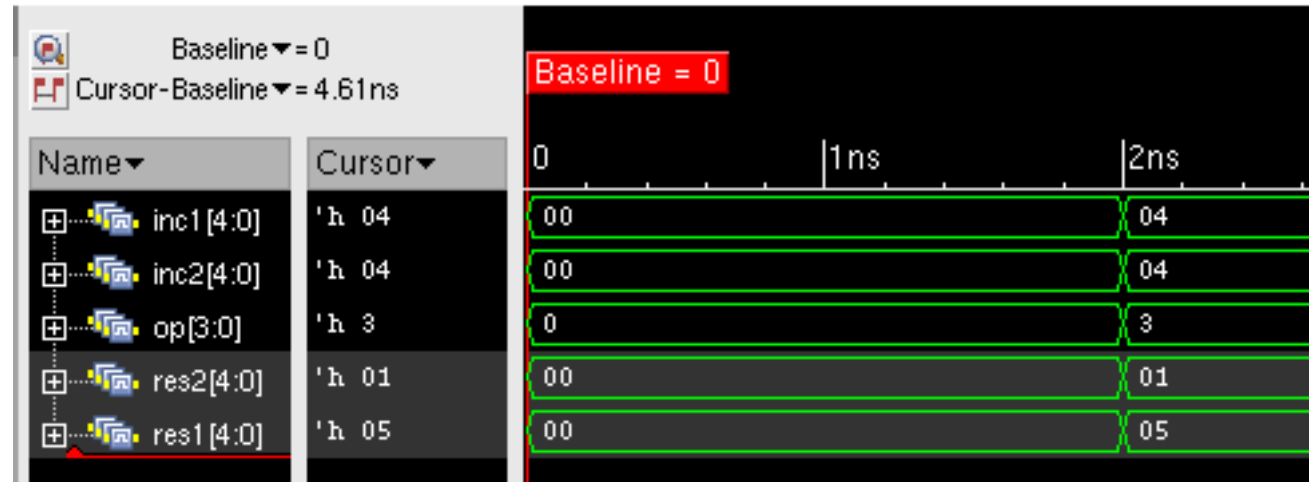 Baseline▾= 0
Cursor-Baseline▾= 4.61ns
Baseline = 0
Name▾ Cursor▾ 0 1ns 2ns
inc1[4:0] 'h 04 00 04
inc2[4:0] 'h 04 00 04
op[3:0] 'h 3 0 3
res2[4:0] 'h 01 00 01
res1[4:0] 'h 05 00 05